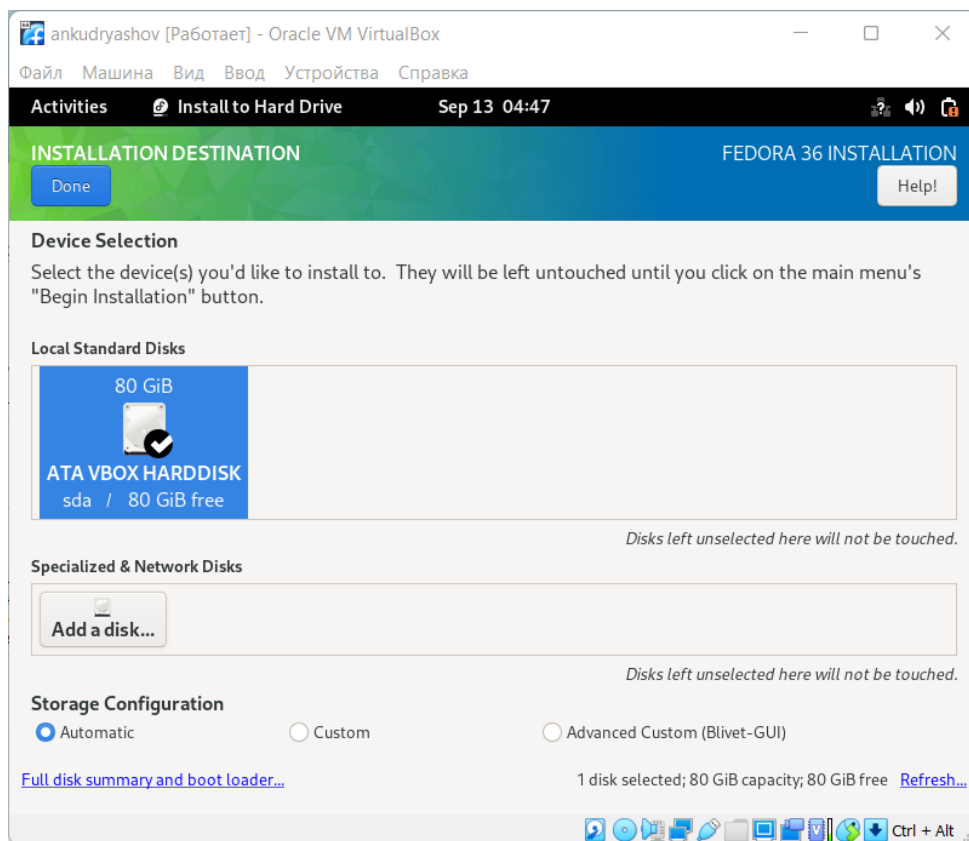 ankudryashov [Работает] - Oracle VM VirtualBox
Файл Машина Вид Ввод Устройства Справка
Activities Install to Hard Drive Sep 13 04:47
INSTALLATION DESTINATION FEDORA 36 INSTALLATION
Done Help!
Device Selection
Select the device(s) you'd like to install to. They will be left untouched until you click on the main menu's
"Begin Installation" button.
Local Standard Disks
80 GiB
ATA VBOX HARDDISK
sda / 80 GiB free
Disks left unselected here will not be touched.
Specialized & Network Disks
Add a disk...
Disks left unselected here will not be touched.
Storage Configuration
Automatic Custom Advanced Custom (Blivet-GUI)
Full disk summary and boot loader... 1 disk selected; 80 GiB capacity; 80 GiB free Refresh...
Ctrl + Alt